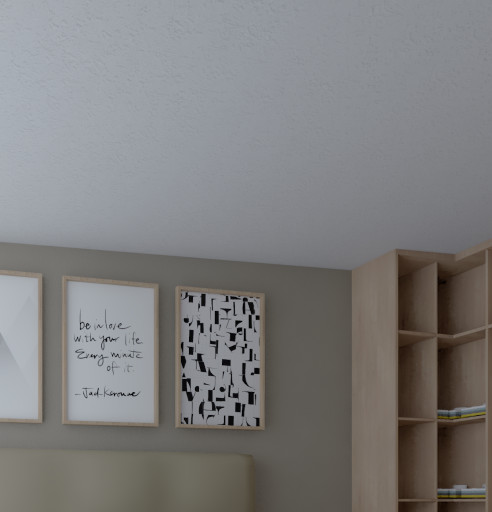 be in love
with your life
Every minute
of it
- Jack Kerouac